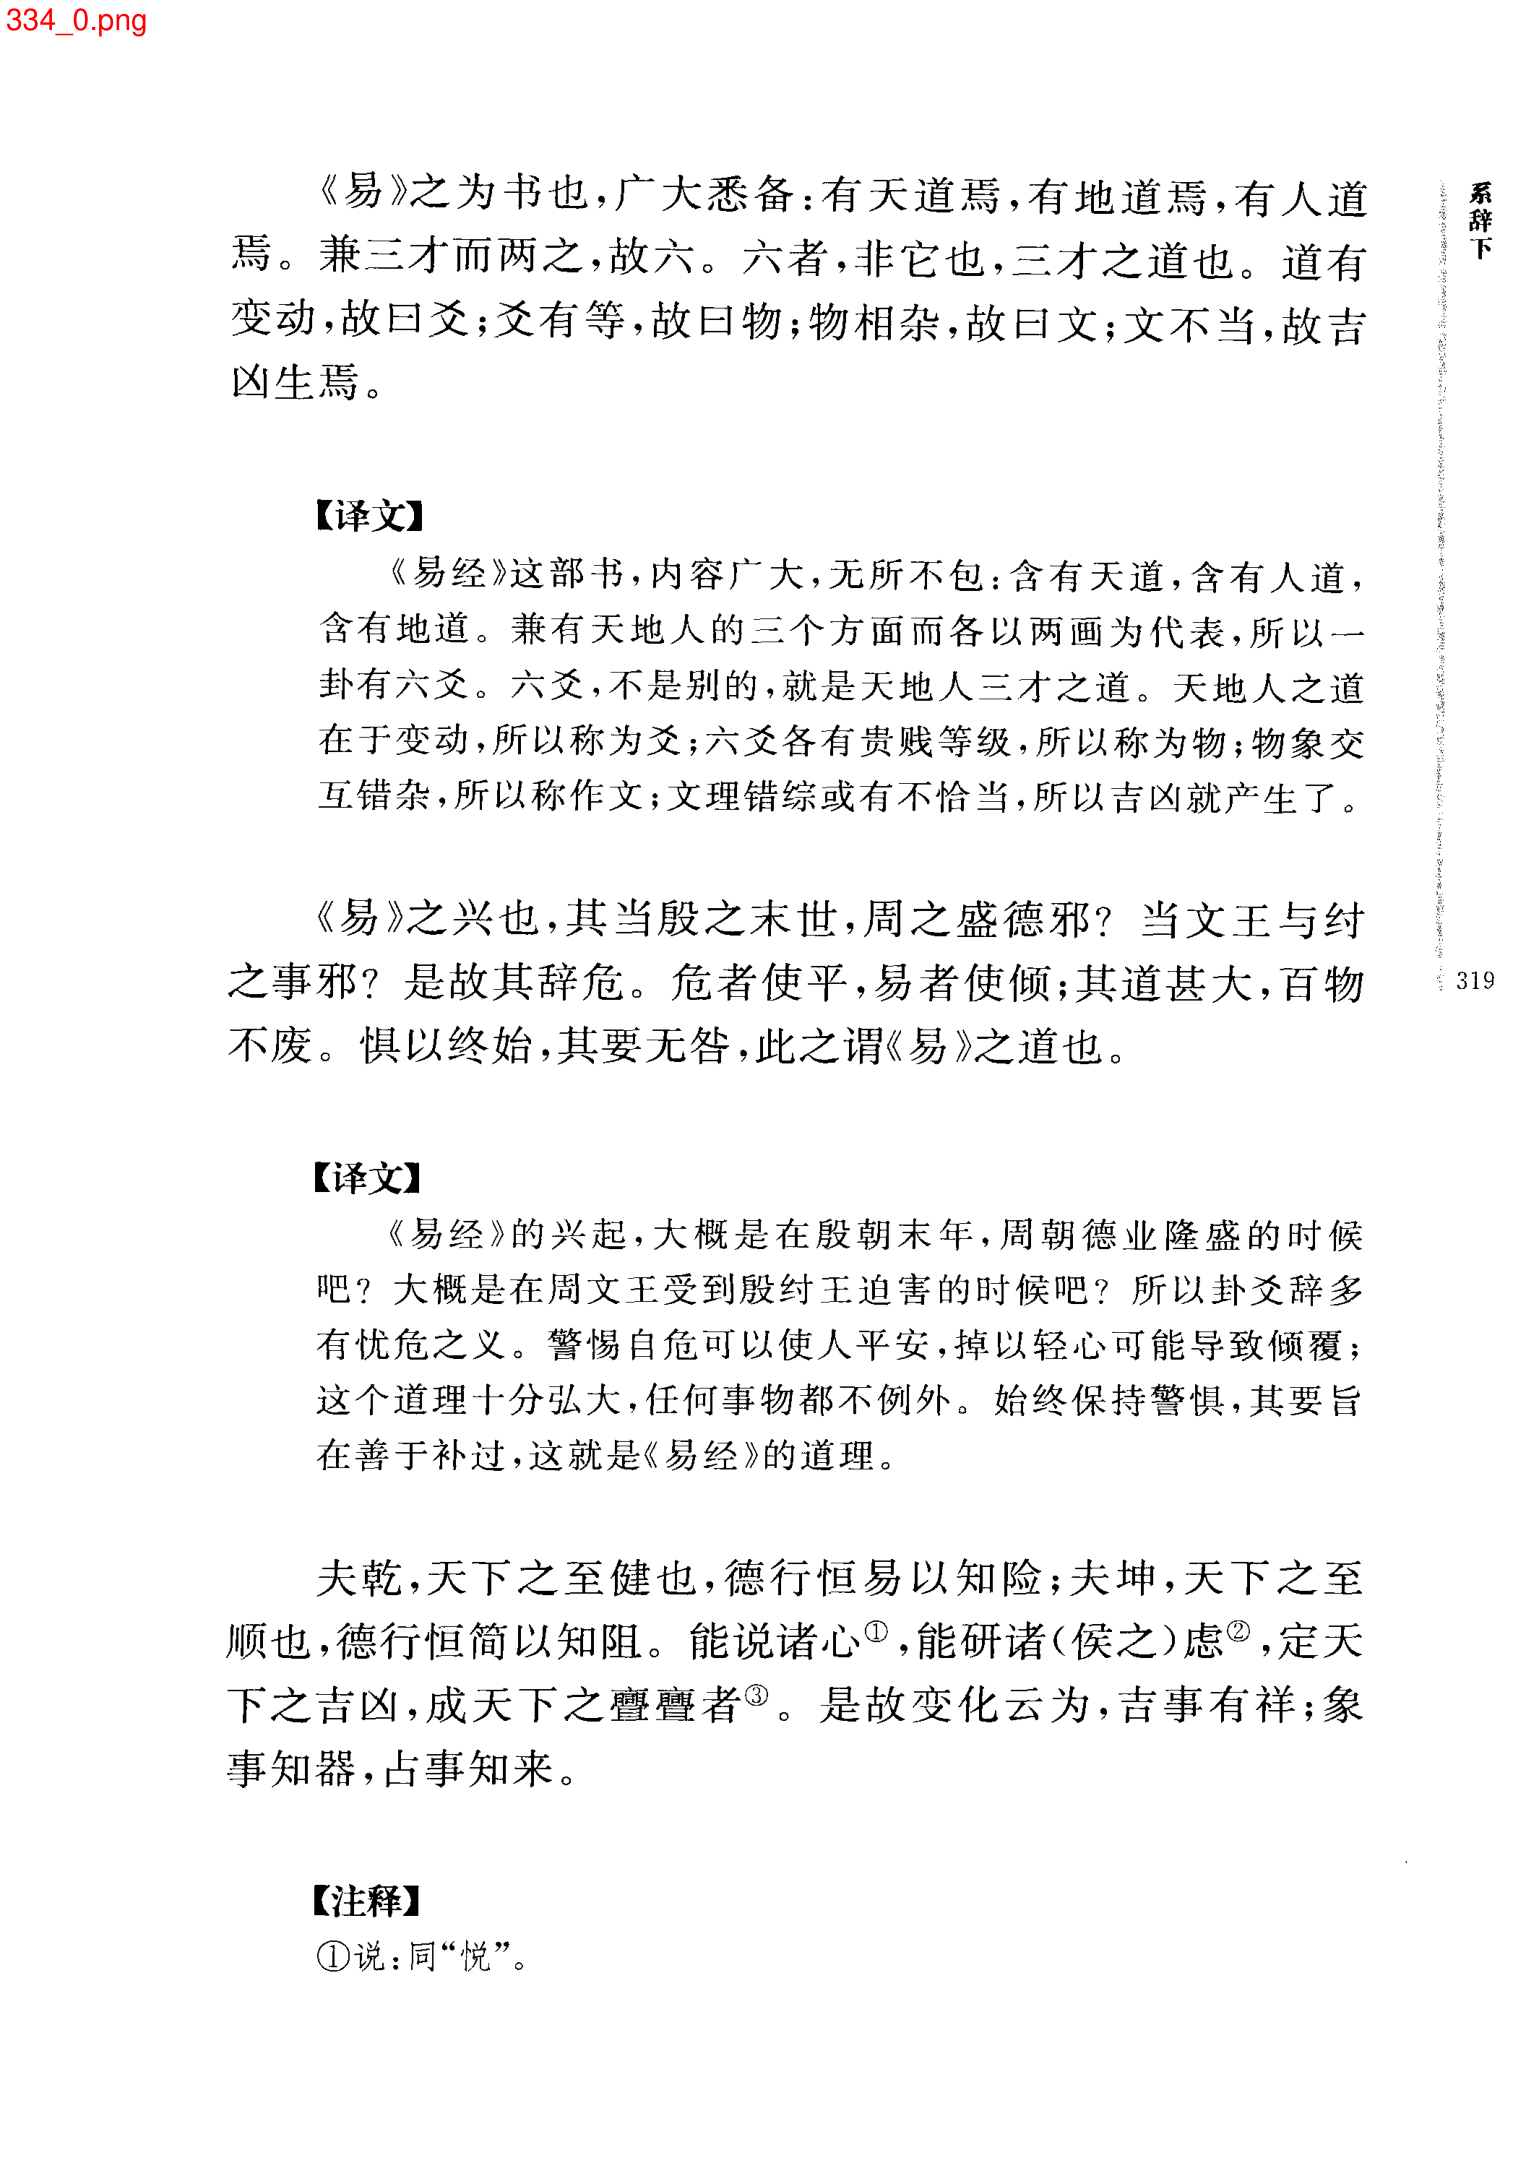 334_0.png
《易》之为书也,广大悉备:有天道焉,有地道焉,有人道
焉。兼三才而两之,故六。六者,非它也,三才之道也。道有
变动,故曰爻;爻有等,故曰物;物相杂,故曰文;文不当,故吉
凶生焉。
【译文】
《易经》这部书,内容广大,无所不包:含有天道,含有人道,
含有地道。兼有天地人的三个方面而各以两画为代表,所以一
卦有六爻。六爻,不是别的,就是天地人三才之道。天地人之道
在于变动,所以称为爻;六爻各有贵贱等级,所以称为物;物象交
互错杂,所以称作文;文理错综或有不恰当,所以吉凶就产生了。
《易》之兴也,其当殷之末世,周之盛德邪?当文王与纣
之事邪?是故其辞危。危者使平,易者使倾;其道甚大,百物
不废。惧以终始,其要无咎,此之谓《易》之道也。
【译文】
《易经》的兴起,大概是在殷朝末年,周朝德业隆盛的时候
吧?大概是在周文王受到殷纣王迫害的时候吧?所以卦爻辞多
有忧危之义。警惕自危可以使人平安,掉以轻心可能导致倾覆;
这个道理十分弘大,任何事物都不例外。始终保持警惧,其要旨
在善于补过,这就是《易经》的道理。
夫乾,天下之至健也,德行恒易以知险;夫坤,天下之至
顺也,德行恒简以知阻。能说诸心①,能研诸(侯之)虑②,定天
下之吉凶,成天下之亹亹者③。是故变化云为,吉事有祥;象
事知器,占事知来。
【注释】
①说:同“悦”。
系辞下
319